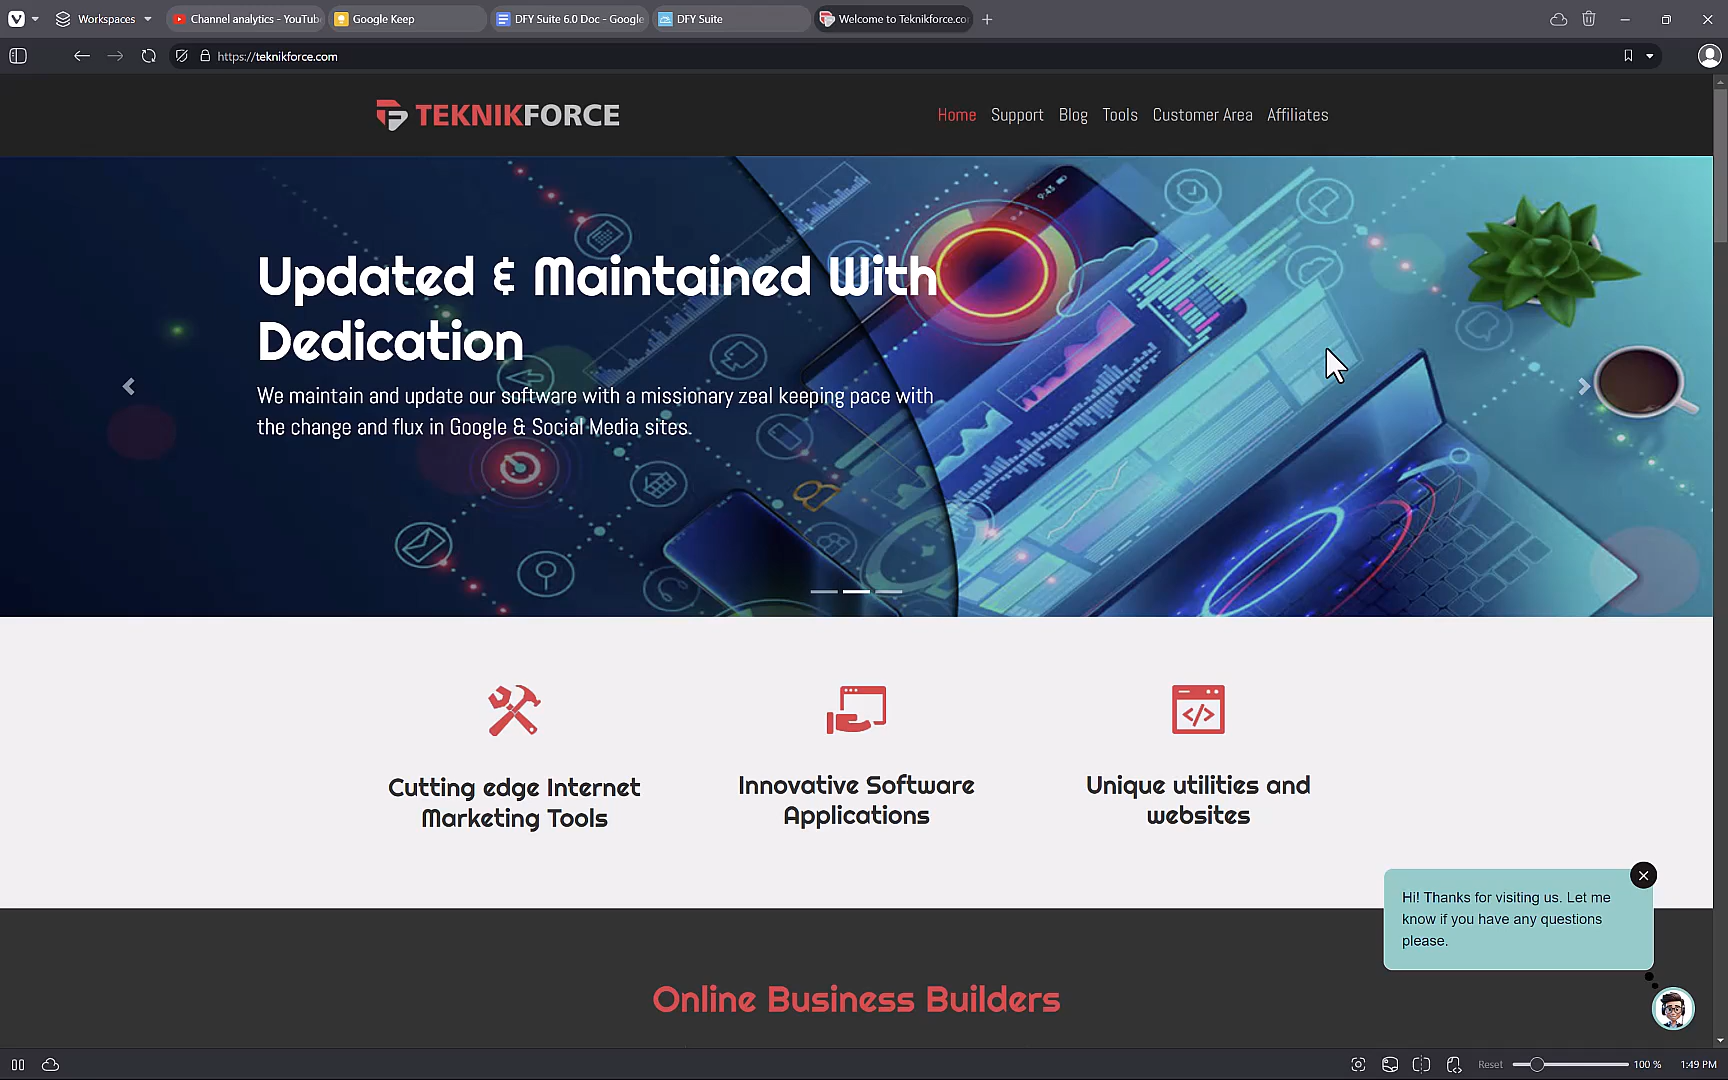 Workspaces
Channel analytics - YouTub
Google Keep
DFY Suite 6.0 Doc - Google
DFY Suite
Welcome to Teknikforce.co
https://teknikforce.com
TEKNIKFORCE
Home
Support
Blog
Tools
Customer Area
Affiliates
9:43
Updated & Maintained With
Dedication
We maintain and update our software with a missionary zeal keeping pace with
the change and flux in Google & Social Media sites.
Cutting edge Internet
Marketing Tools
Innovative Software
Applications
Unique utilities and
websites
Hi! Thanks for visiting us. Let me
know if you have any questions
please.
Online Business Builders
Reset
100 %
1:49 PM